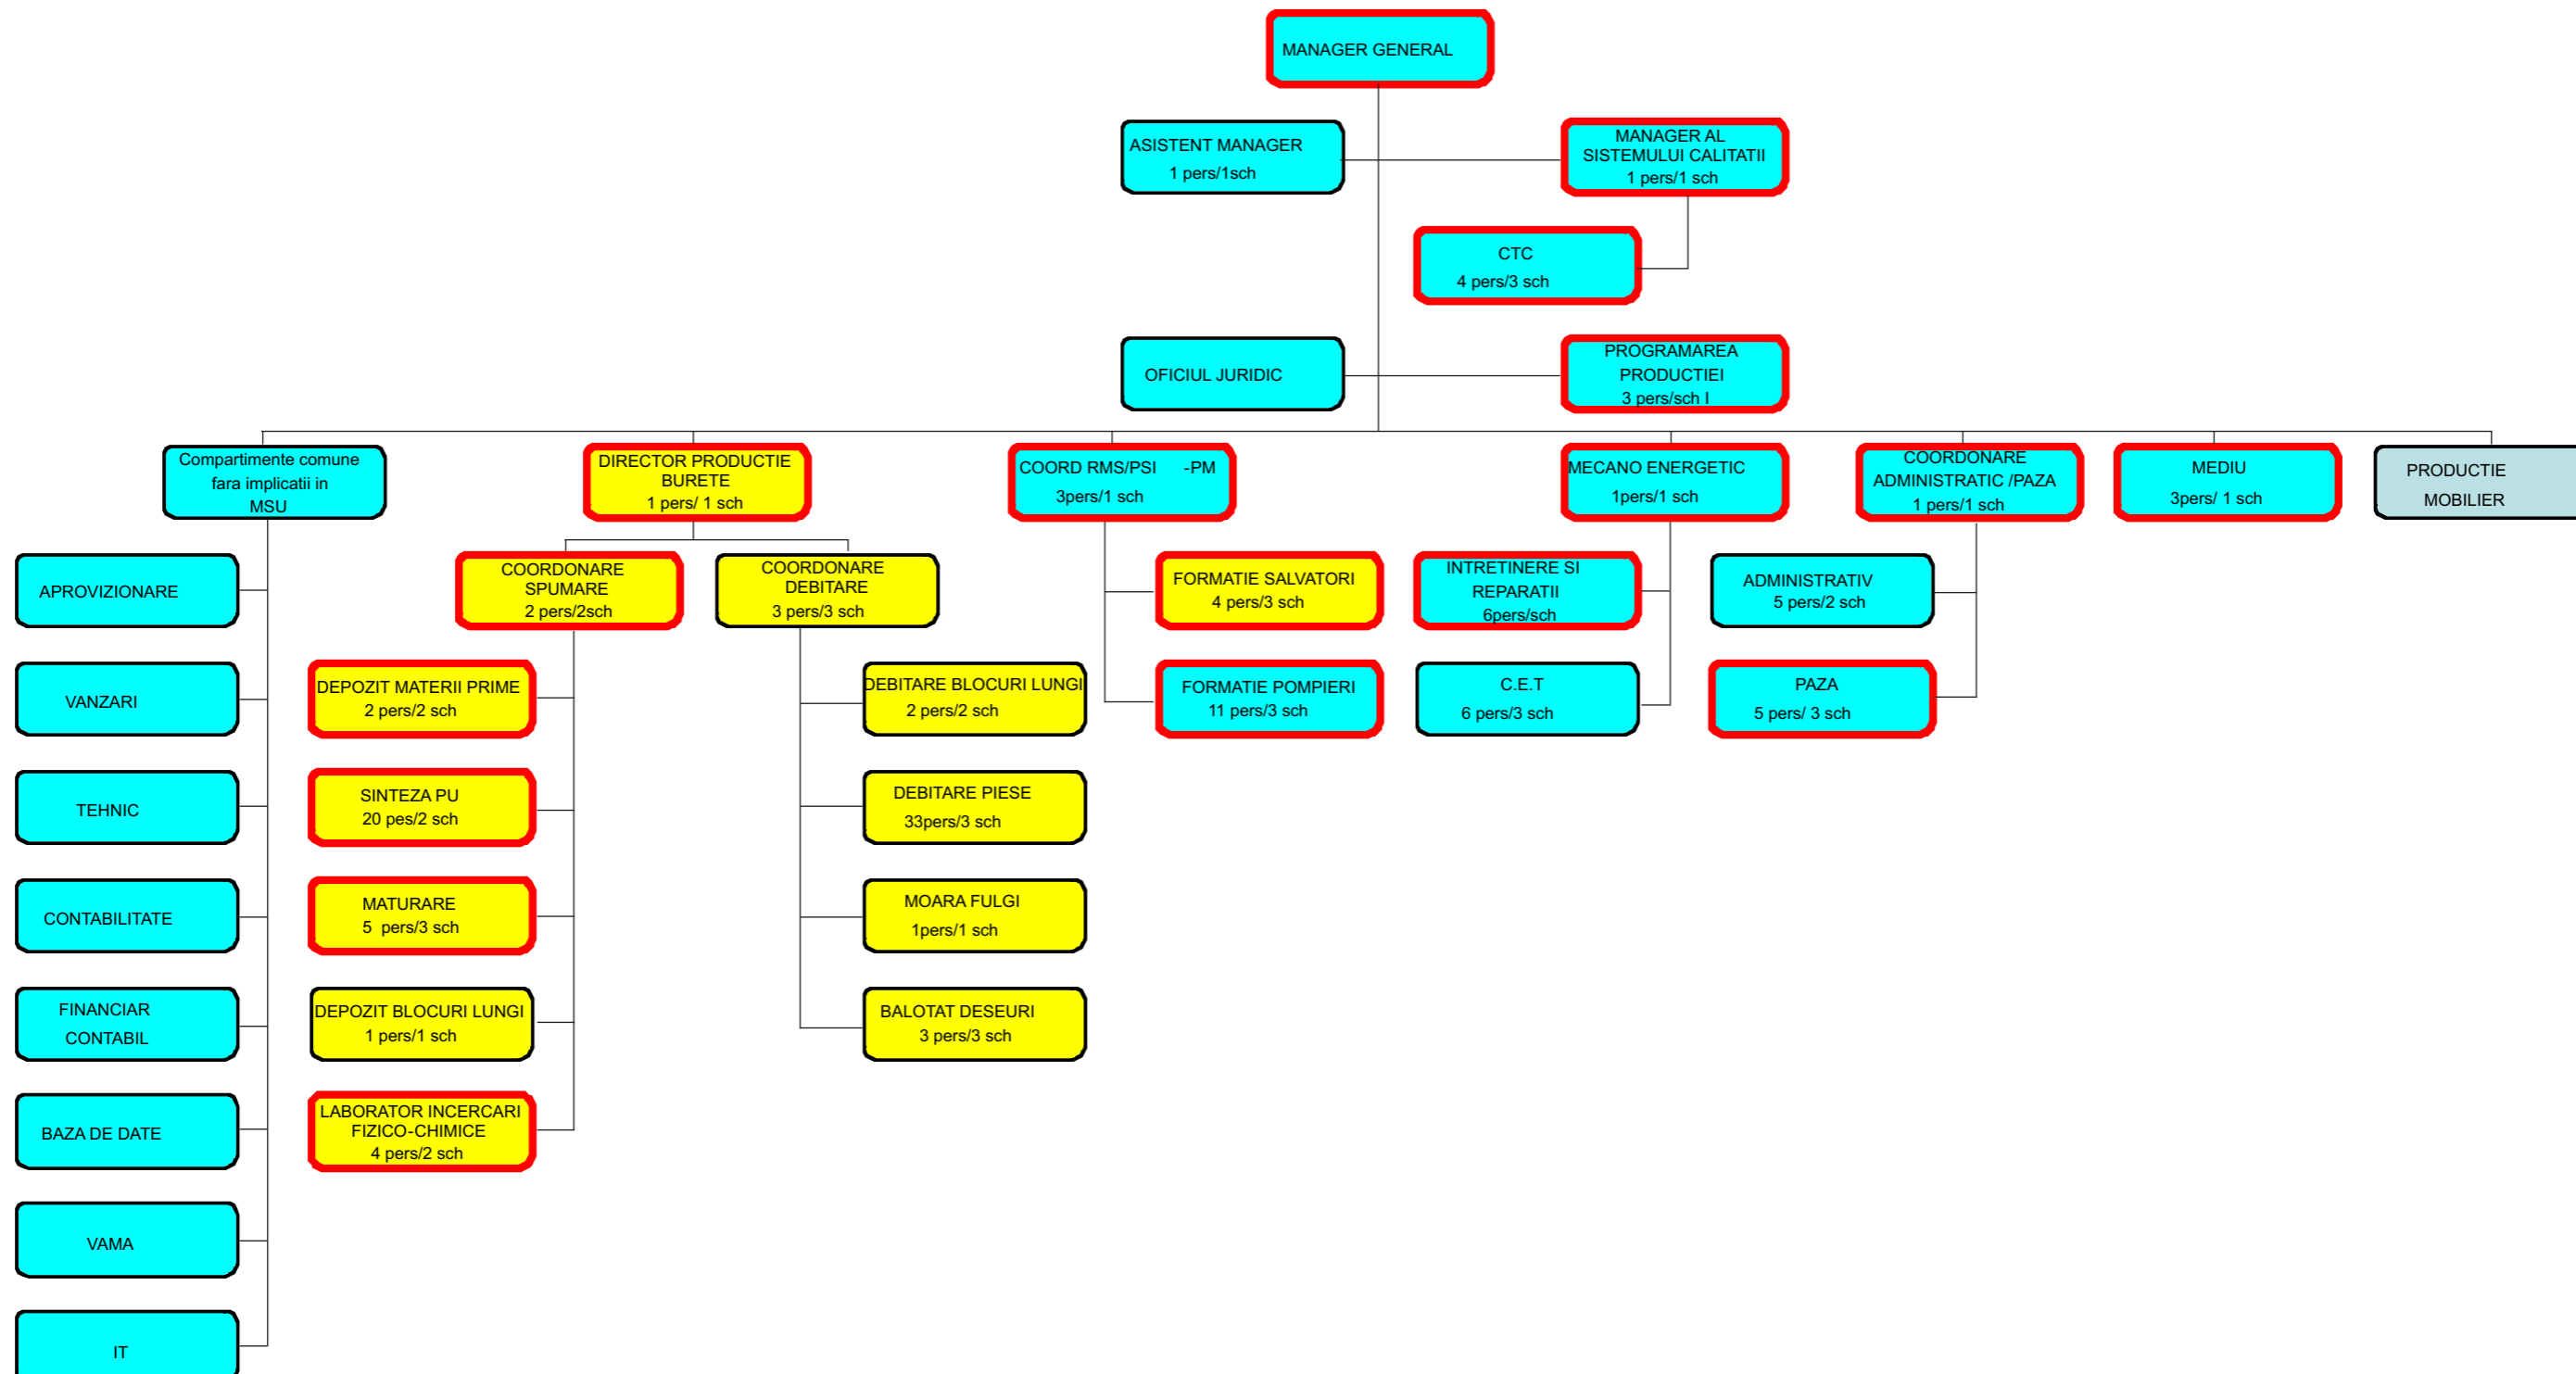 MANAGER GENERAL
ASISTENT MANAGER
1 pers/1sch
MANAGER AL
SISTEMULUI CALITATII
1 pers/1 sch
CTC
4 pers/3 sch
OFICIUL JURIDIC
PROGRAMAREA
PRODUCTIEI
3 pers/sch I
Compartimente comune
fara implicatii in
MSU
DIRECTOR PRODUCTIE
BURETE
1 pers/ 1 sch
COORD RMS/PSI -PM
3pers/1 sch
MECANO ENERGETIC
1pers/1 sch
COORDONARE
ADMINISTRATIC /PAZA
1 pers/1 sch
MEDIU
3pers/ 1 sch
PRODUCTIE
MOBILIER
APROVIZIONARE
VANZARI
TEHNIC
CONTABILITATE
FINANCIAR
CONTABIL
BAZA DE DATE
VAMA
IT
COORDONARE
SPUMARE
2 pers/2sch
DEPOZIT MATERII PRIME
2 pers/2 sch
SINTEZA PU
20 pes/2 sch
MATURARE
5 pers/3 sch
DEPOZIT BLOCURI LUNGI
1 pers/1 sch
LABORATOR INCERCARI
FIZICO-CHIMICE
4 pers/2 sch
COORDONARE
DEBITARE
3 pers/3 sch
DEBITARE BLOCURI LUNGI
2 pers/2 sch
DEBITARE PIESE
33pers/3 sch
MOARA FULGI
1pers/1 sch
BALOTAT DESEURI
3 pers/3 sch
FORMATIE SALVATORI
4 pers/3 sch
FORMATIE POMPIERI
11 pers/3 sch
INTRETINERE SI
REPARATII
6pers/sch
C.E.T
6 pers/3 sch
ADMINISTRATIV
5 pers/2 sch
PAZA
5 pers/ 3 sch